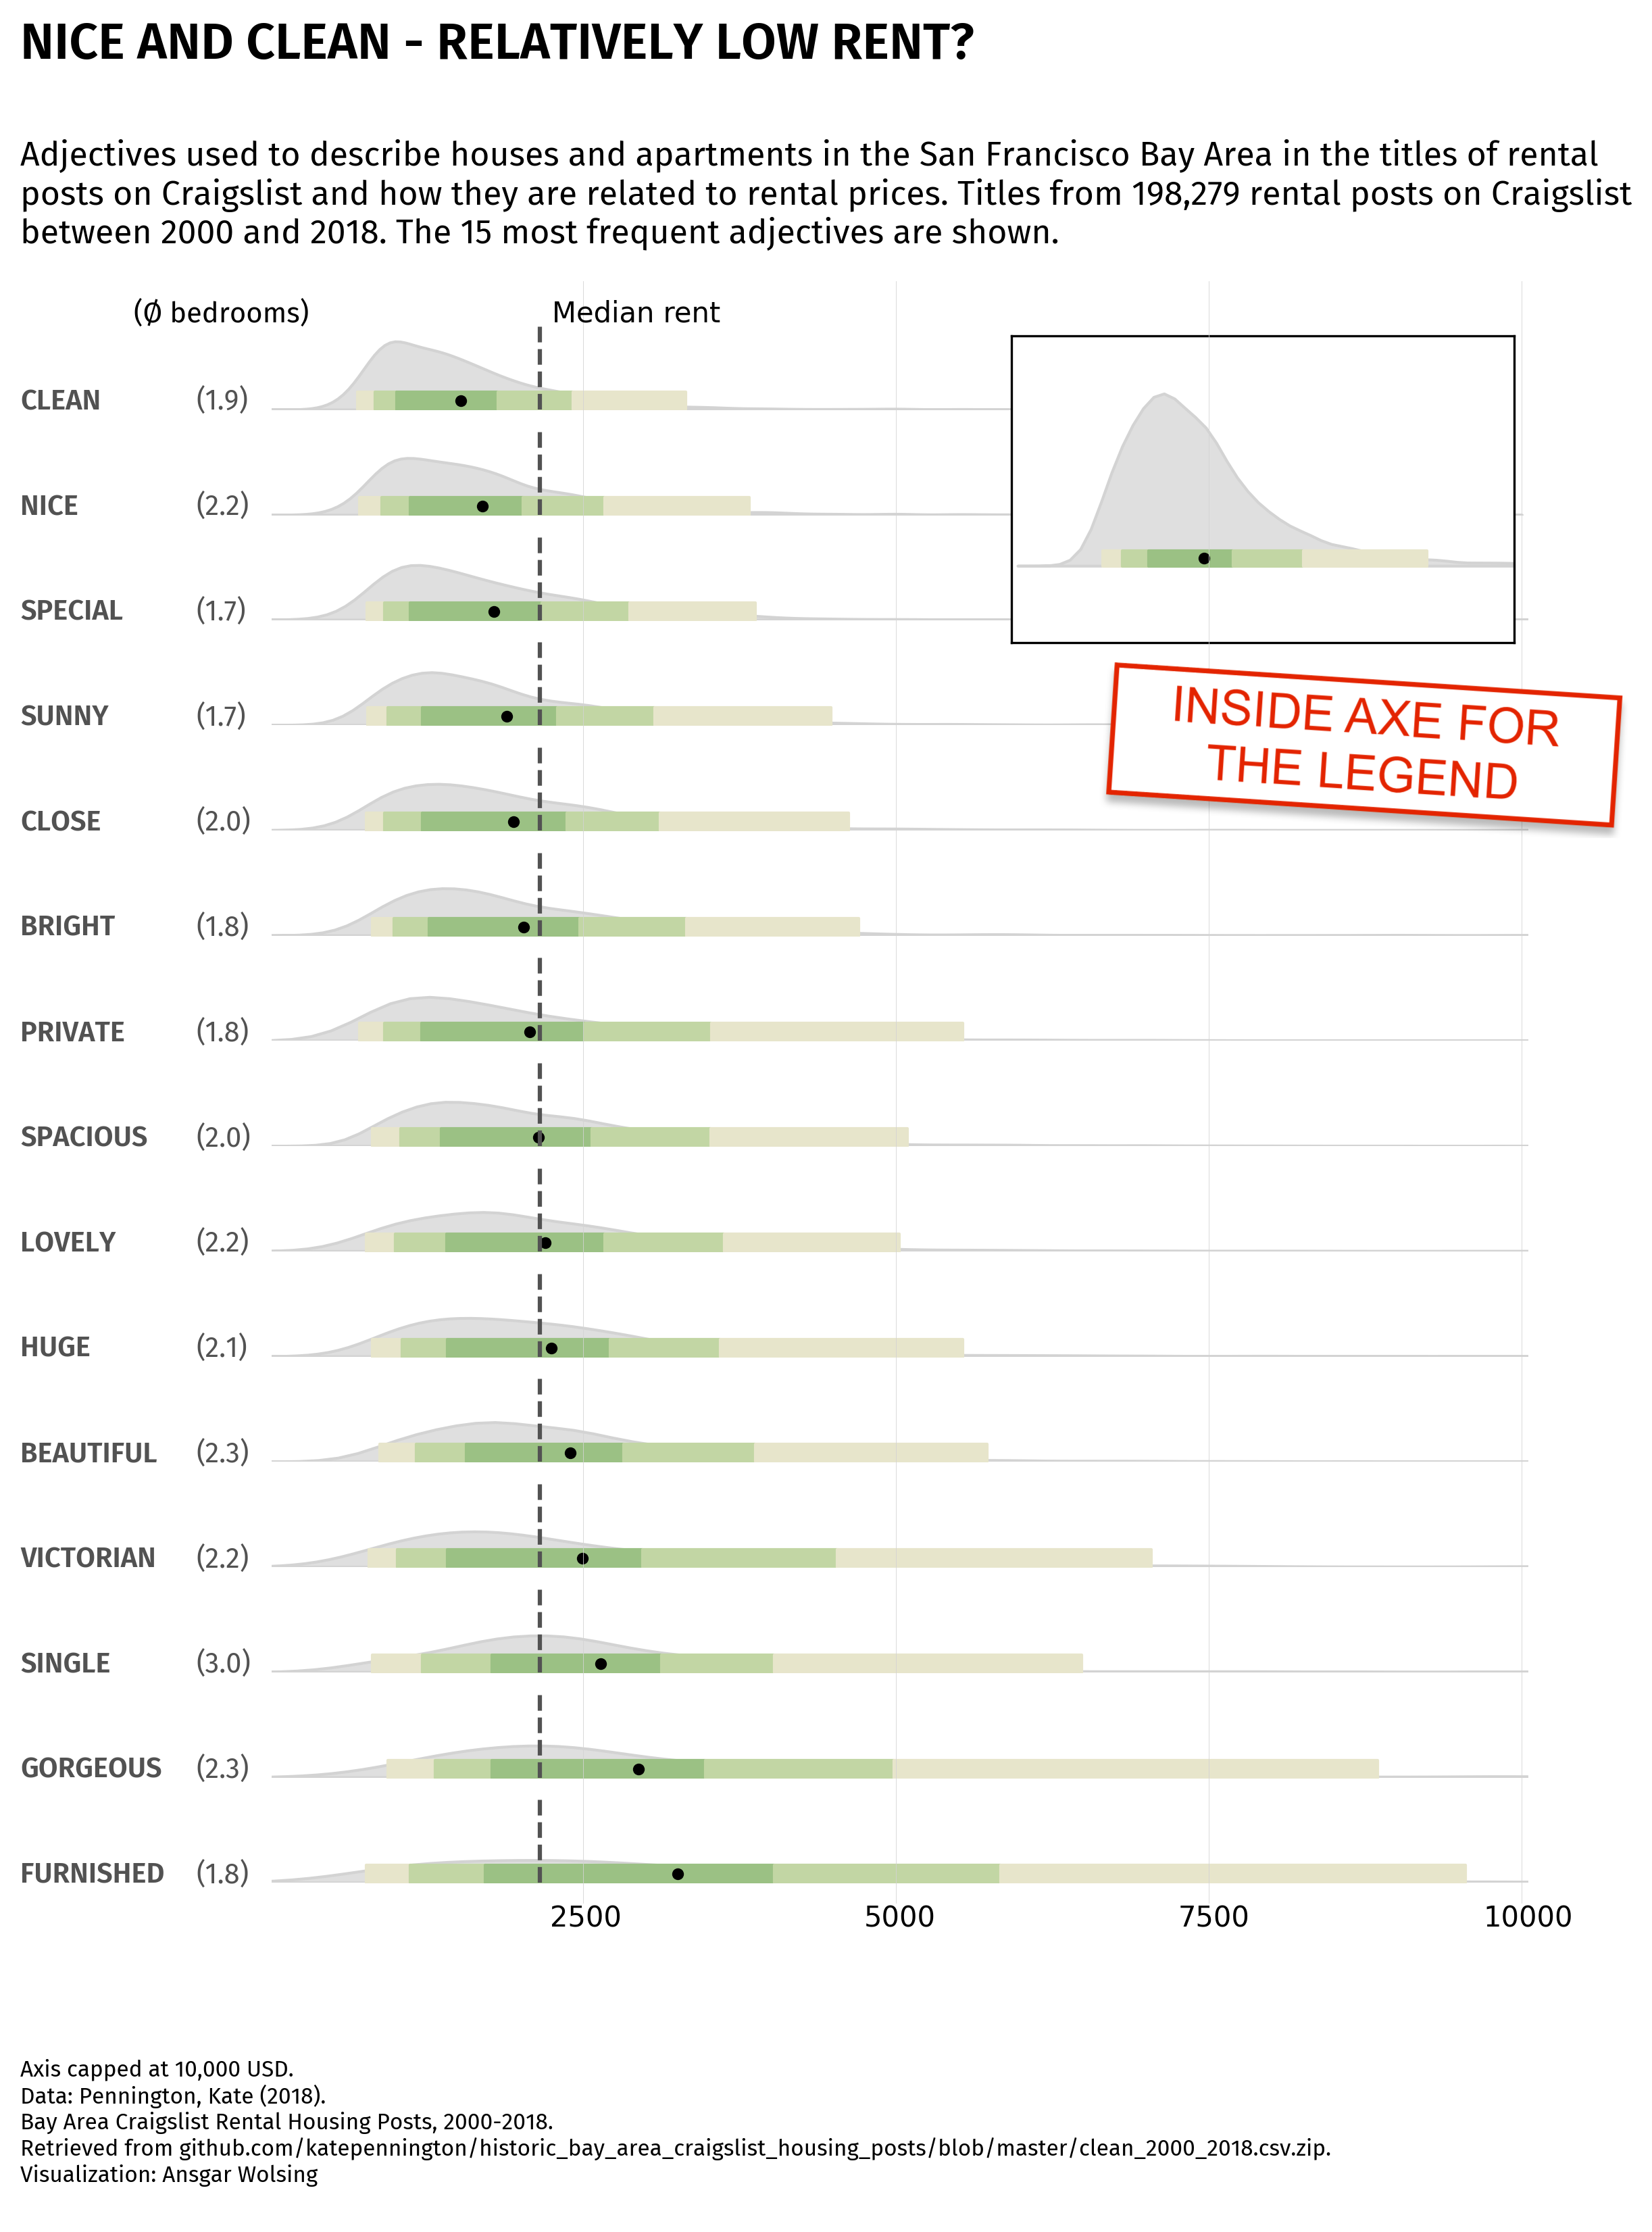 NICE AND CLEAN - RELATIVELY LOW RENT?
Adjectives used to describe houses and apartments in the San Francisco Bay Area in the titles of rental
posts on Craigslist and how they are related to rental prices. Titles from 198,279 rental posts on Craigslist
between 2000 and 2018. The 15 most frequent adjectives are shown.
(Ø bedrooms) Median rent
CLEAN (1.9)
NICE (2.2)
SPECIAL (1.7)
INSIDE AXE FOR
THE LEGEND
SUNNY (1.7)
CLOSE (2.0)
BRIGHT (1.8)
PRIVATE (1.8)
SPACIOUS (2.0)
LOVELY (2.2)
HUGE (2.1)
BEAUTIFUL (2.3)
VICTORIAN (2.2)
SINGLE (3.0)
GORGEOUS (2.3)
FURNISHED (1.8)
2500 5000 7500 10000
Axis capped at 10,000 USD.
Data: Pennington, Kate (2018).
Bay Area Craigslist Rental Housing Posts, 2000-2018.
Retrieved from github.com/katepennington/historic_bay_area_craigslist_housing_posts/blob/master/clean_2000_2018.csv.zip.
Visualization: Ansgar Wolsing